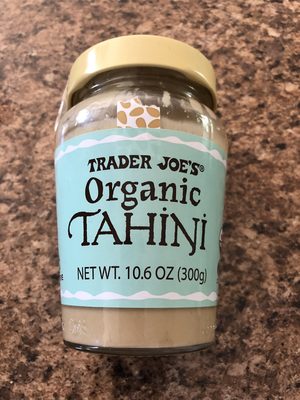 TRADER JOE'S®
Organic
TAHINI
NET WT. 10.6 OZ (300g)